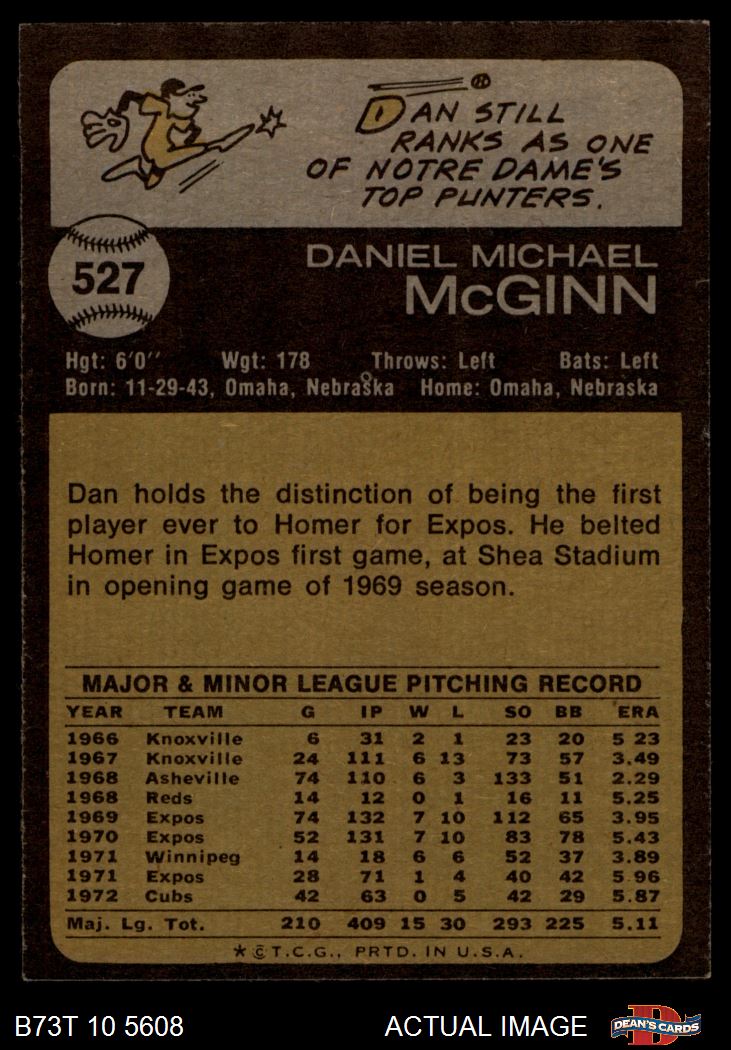 DAN STILL
RANKS AS ONE
OF NOTRE DAME'S
TOP PUNTERS.
527
DANIEL MICHAEL
McGINN
Hgt: 6'0" Wgt: 178 Throws: Left Bats: Left
Born: 11-29-43, Omaha, Nebraska Home: Omaha, Nebraska
Dan holds the distinction of being the first
player ever to Homer for Expos. He belted
Homer in Expos first game, at Shea Stadium
in opening game of 1969 season.
MAJOR & MINOR LEAGUE PITCHING RECORD
YEAR TEAM G IP W L SO BB ERA
1966 Knoxville 6 31 2 1 23 20 5 23
1967 Knoxville 24 111 6 13 73 57 3.49
1968 Asheville 74 110 6 3 133 51 2.29
1968 Reds 14 12 0 1 16 11 5.25
1969 Expos 74 132 7 10 112 65 3.95
1970 Expos 52 131 7 10 83 78 5.43
1971 Winnipeg 14 18 6 6 52 37 3.89
1971 Expos 28 71 1 4 40 42 5.96
1972 Cubs 42 63 0 5 42 29 5.87
Maj. Lg. Tot. 210 409 15 30 293 225 5.11
* © T.C.G., PRTD. IN U.S.A.
B73T 10 5608 ACTUAL IMAGE DEAN'S CARDS